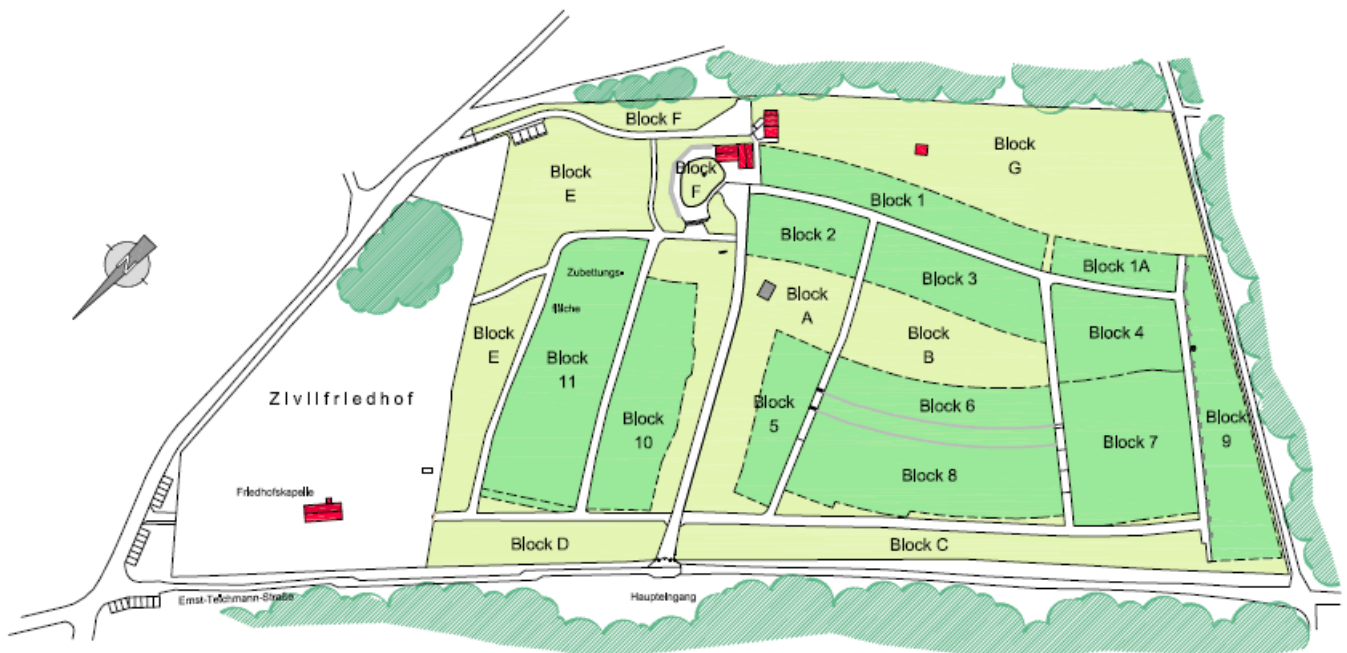 Block F
Block
G
Block
E
Block
F
Block 1
Block 2
Block 1A
Zubettungs
fläche
Block 3
Block
A
Block 4
Block
E
Block
B
Block
11
Zivilfriedhof
Block
10
Block
5
Block 6
Block 7
Block
9
Block 8
Friedhofskapelle
Block D
Block C
Ernst-Teichmann-Straße
Haupteingang
N